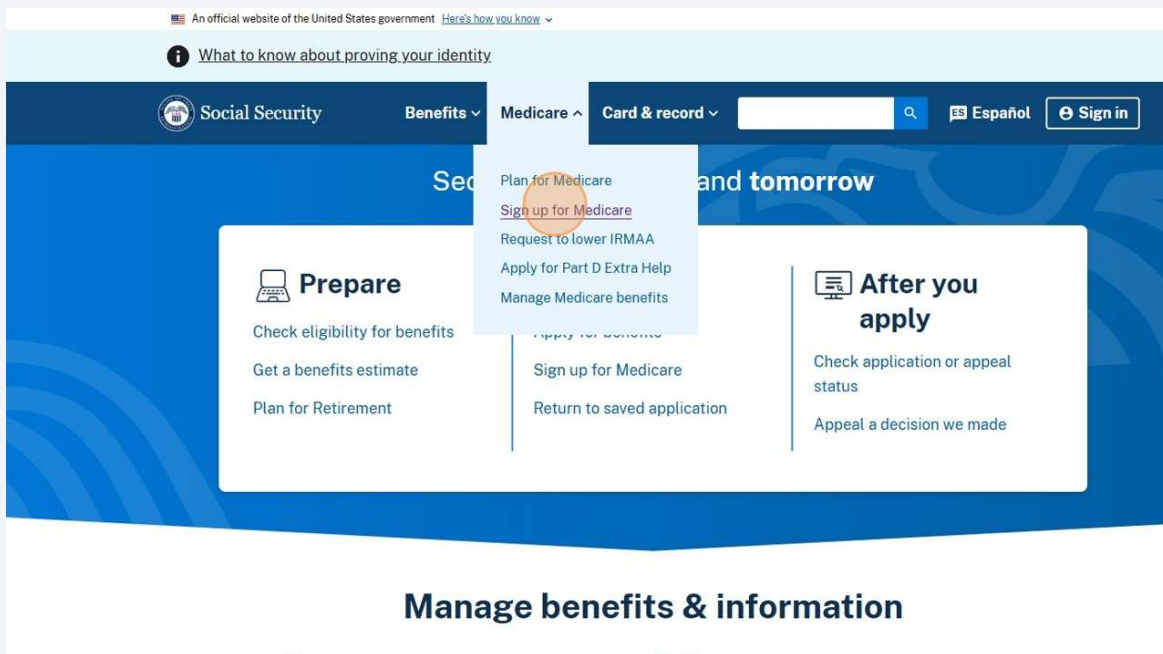 An official website of the United States government Here's how you know
What to know about proving your identity
Social Security
Benefits
Medicare
Card & record
ES Español
Sign in
and tomorrow
Plan for Medicare
Sign up for Medicare
Request to lower IRMAA
Apply for Part D Extra Help
Manage Medicare benefits
Prepare
Check eligibility for benefits
Get a benefits estimate
Plan for Retirement
Sign up for Medicare
Return to saved application
After you
apply
Check application or appeal
status
Appeal a decision we made
Manage benefits & information